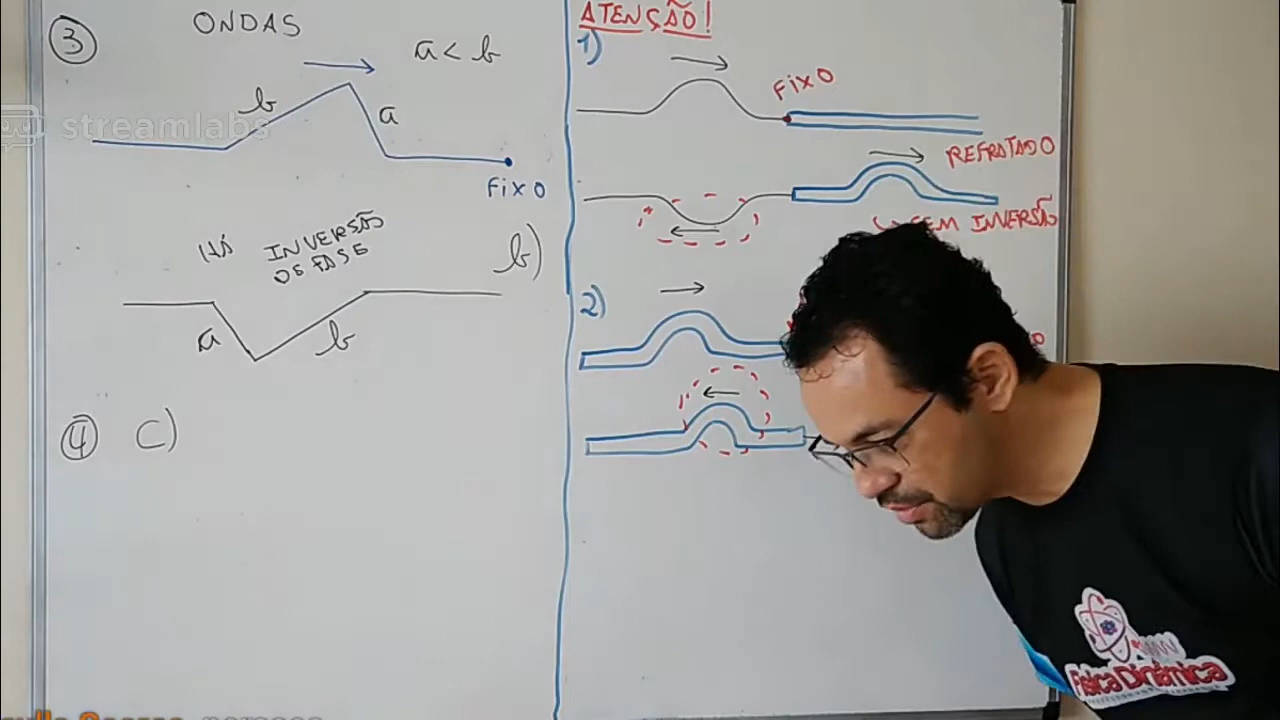 3
ONDAS
a < b
b
a
FIXO
HÁ INVERSÃO
DE FASE
b)
a
b
4 c)
streamlabs
ATENÇÃO!
1)
FIXO
REFRATADO
SEM INVERSÃO
2)
Física Dinâmica